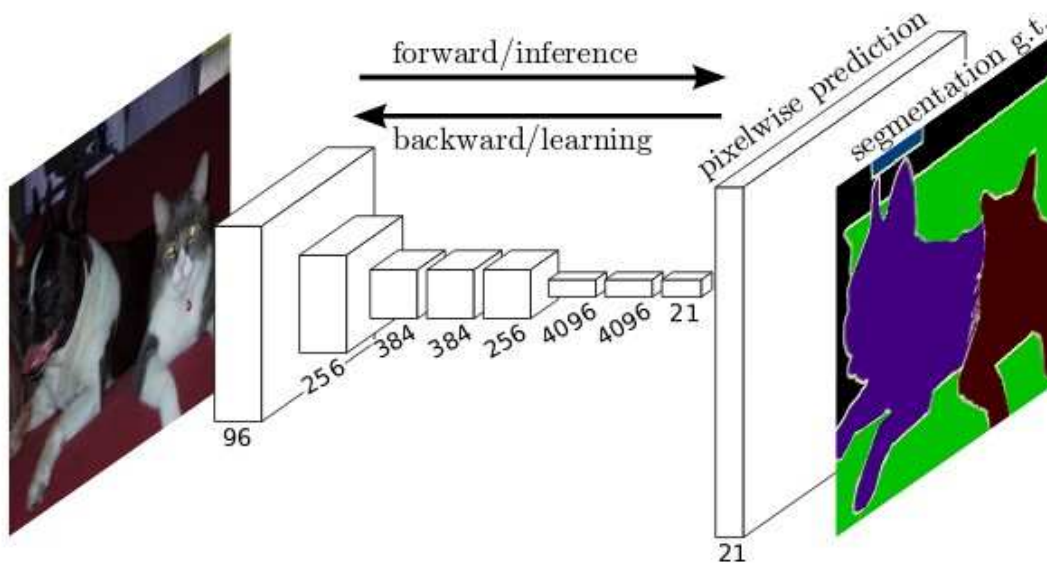 forward/inference
backward/learning
pixelwise prediction
segmentation g.t.
96
256
384
384
256
4096
4096
21
21